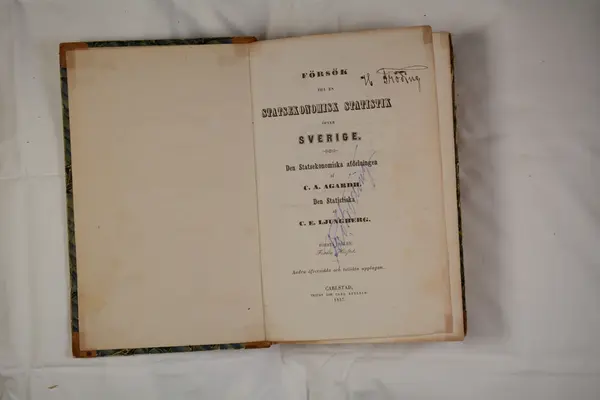 FÖRSÖK
TILL EN
STATSEKONOMISK STATISTIK
ÖFVER
SVERIGE.
Den Statsekonomiska afdelningen
af
C. A. AGARDH.
Den Statistiska
C. E. LJUNGBERG.
Andra öfversedda och tillökta upplagan.
CARLSTAD,
1857.